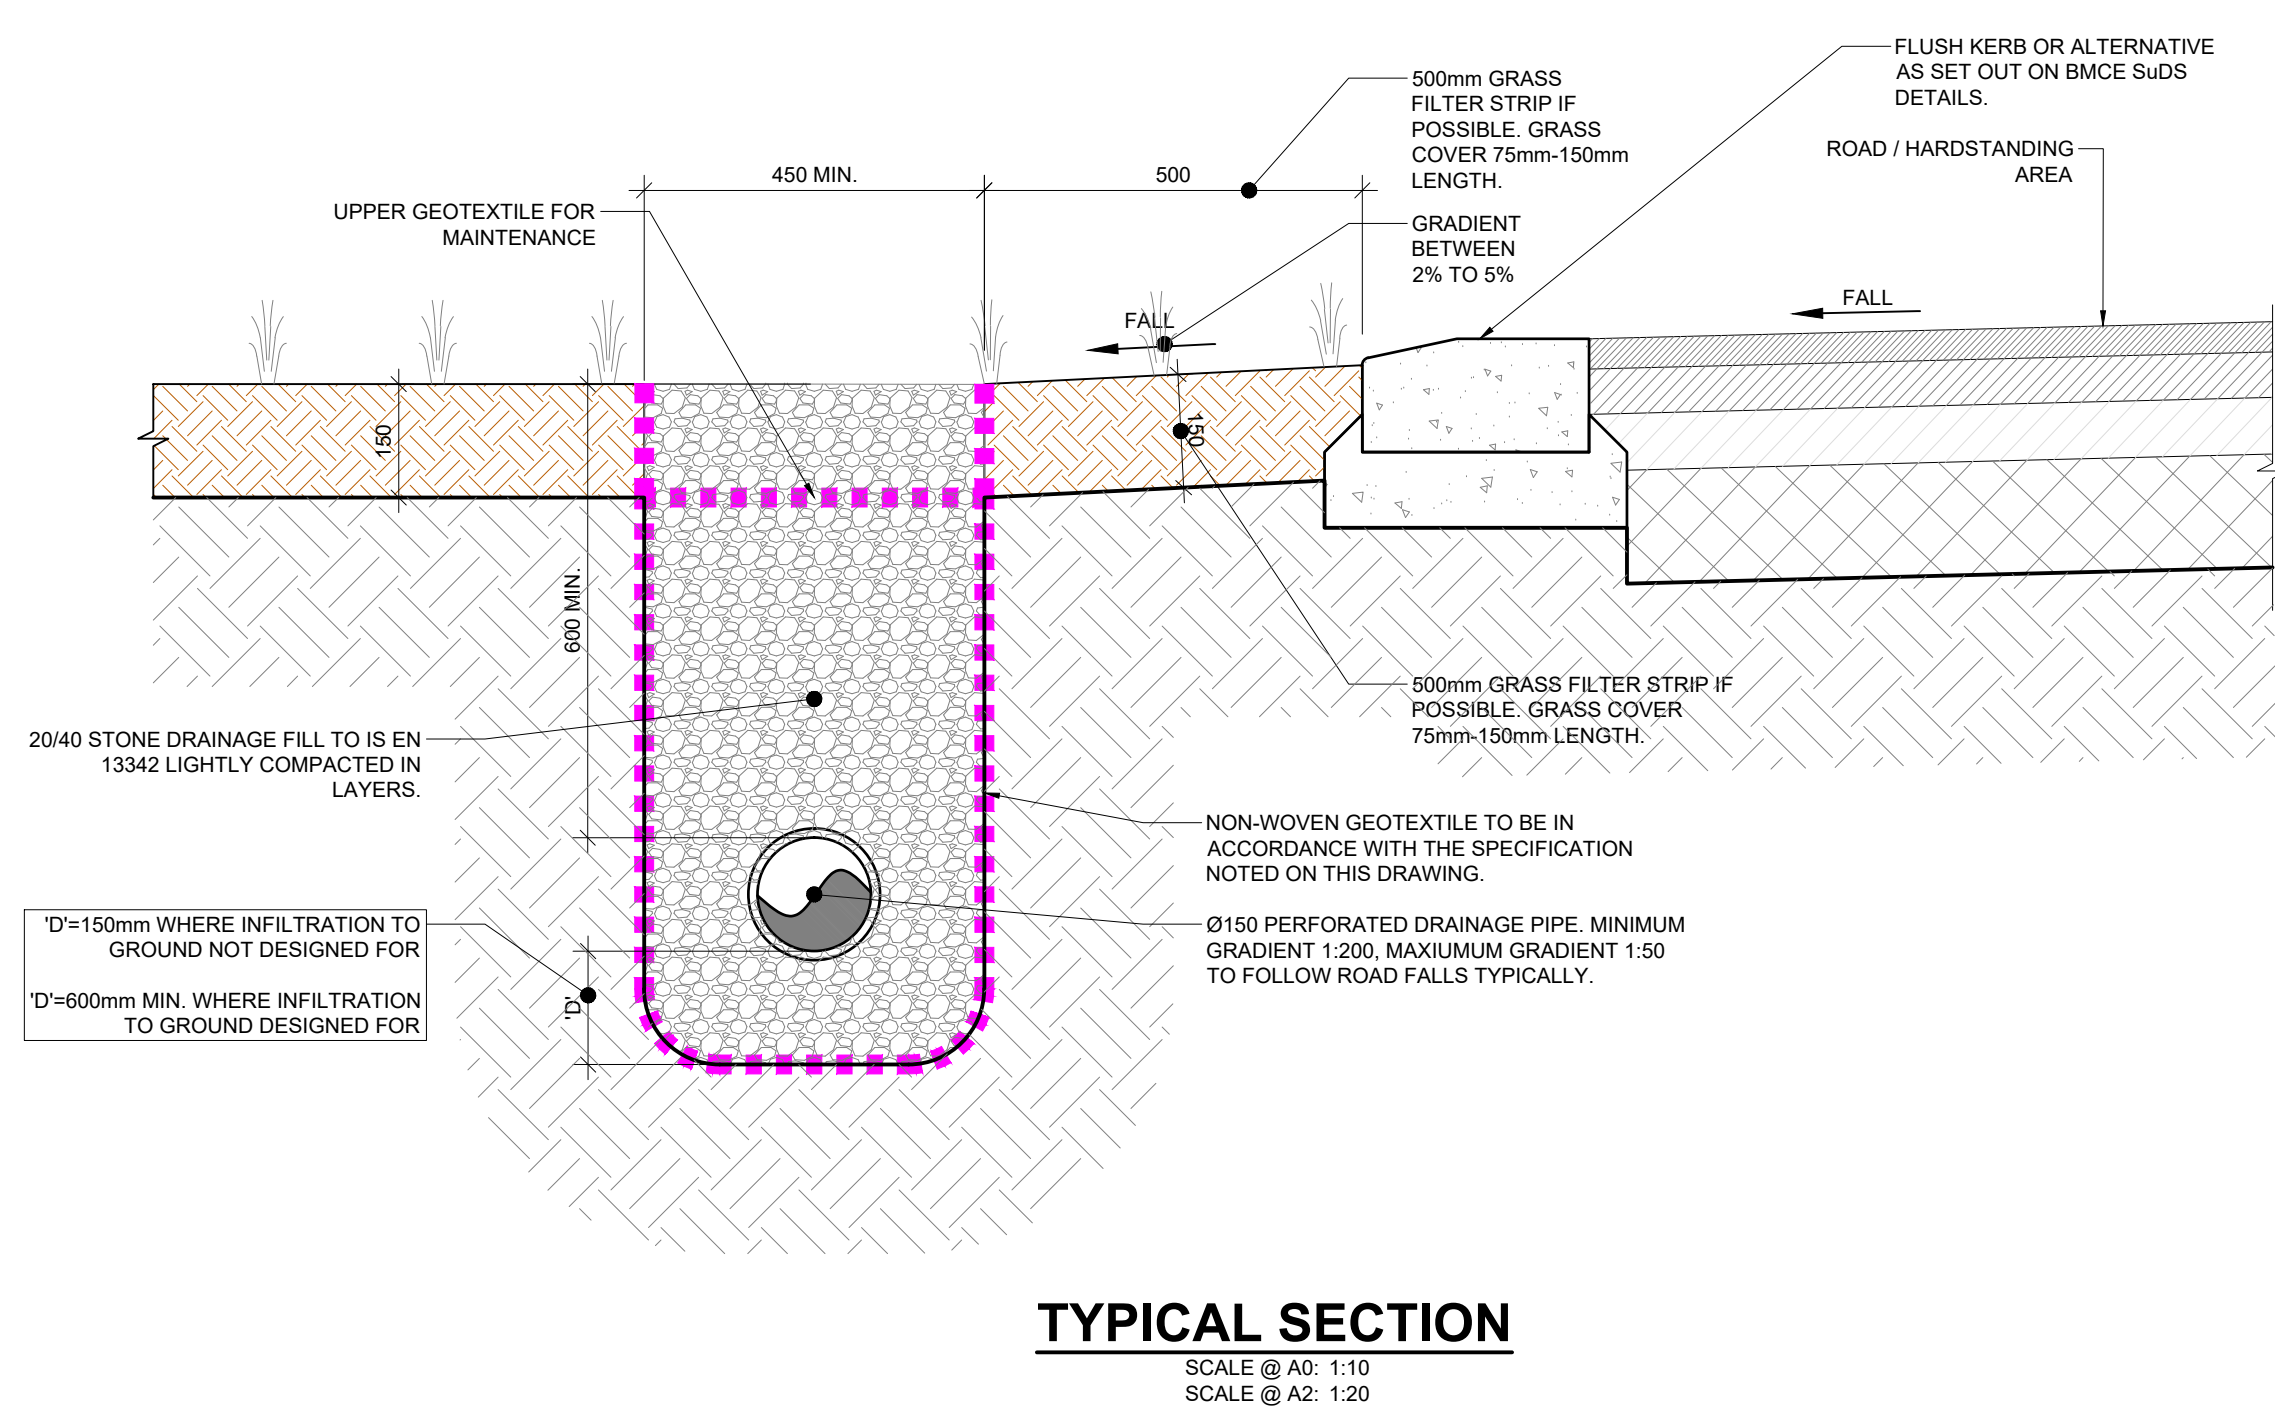 FLUSH KERB OR ALTERNATIVE
AS SET OUT ON BMCE SuDS
DETAILS.
500mm GRASS
FILTER STRIP IF
POSSIBLE. GRASS
COVER 75mm-150mm
LENGTH.
ROAD / HARDSTANDING
AREA
450 MIN.
500
UPPER GEOTEXTILE FOR
MAINTENANCE
GRADIENT
BETWEEN
2% TO 5%
FALL
FALL
150
150
600 MIN.
500mm GRASS FILTER STRIP IF
POSSIBLE. GRASS COVER
75mm-150mm LENGTH.
20/40 STONE DRAINAGE FILL TO IS EN
13342 LIGHTLY COMPACTED IN
LAYERS.
NON-WOVEN GEOTEXTILE TO BE IN
ACCORDANCE WITH THE SPECIFICATION
NOTED ON THIS DRAWING.
'D'=150mm WHERE INFILTRATION TO
GROUND NOT DESIGNED FOR
'D'=600mm MIN. WHERE INFILTRATION
TO GROUND DESIGNED FOR
'D'
Ø150 PERFORATED DRAINAGE PIPE. MINIMUM
GRADIENT 1:200, MAXIUMUM GRADIENT 1:50
TO FOLLOW ROAD FALLS TYPICALLY.
TYPICAL SECTION
SCALE @ A0: 1:10
SCALE @ A2: 1:20